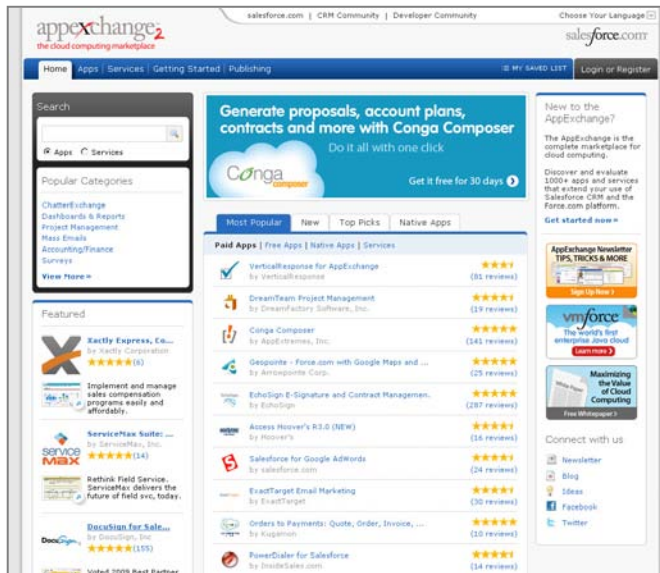 salesforce.com | CRM Community | Developer Community
Choose Your Language
appexchange2
the cloud computing marketplace
salesforce.com
Home
Apps | Services | Getting Started | Publishing
MY SAVED LIST
Login or Register
Search
Apps
Services
Popular Categories
ChatterExchange
Dashboards & Reports
Project Management
Mass Emails
Accounting/Finance
Surveys
View More »
Featured
Xactly Express, Co...
by Xactly Corporation
(6)
Implement and manage
sales compensation
programs easily and
affordably.
ServiceMax Suite: ...
by ServiceMax, Inc.
(14)
service
max
Rethink Field Service.
ServiceMax delivers the
future of field svc, today.
DocuSign for Sale...
by DocuSign, Inc
(155)
DocuSign
Voted 2009 Best Partner
Generate proposals, account plans,
contracts and more with Conga Composer
Do it all with one click
Conga
composer
Get it free for 30 days
Most Popular
New
Top Picks
Native Apps
Paid Apps | Free Apps | Native Apps | Services
VerticalResponse for AppExchange
by VerticalResponse
(81 reviews)
DreamTeam Project Management
by DreamFactory Software, Inc.
(19 reviews)
Conga Composer
by AppExtremes, Inc.
(141 reviews)
Geopointe - Force.com with Google Maps and ...
by Arrowpointe Corp.
(25 reviews)
EchoSign E-Signature and Contract Managemen.
by EchoSign
(287 reviews)
Access Hoover's R3.0 (NEW)
by Hoover's
(16 reviews)
Salesforce for Google AdWords
by salesforce.com
(24 reviews)
ExactTarget Email Marketing
by ExactTarget
(30 reviews)
Orders to Payments: Quote, Order, Invoice, ...
by Kugamon
(10 reviews)
PowerDialer for Salesforce
by InsideSales.com
(14 reviews)
New to the
AppExchange?
The AppExchange is the
complete marketplace for
cloud computing.
Discover and evaluate
1000+ apps and services
that extend your use of
Salesforce CRM and the
Force.com platform.
Get started now »
AppExchange Newsletter
TIPS, TRICKS & MORE
Sign Up Now
vmforce
The world's first
enterprise Java cloud
Learn more
Maximizing
the Value
of Cloud
Computing
White Paper
Free Whitepaper
Connect with us
Newsletter
Blog
Ideas
Facebook
Twitter